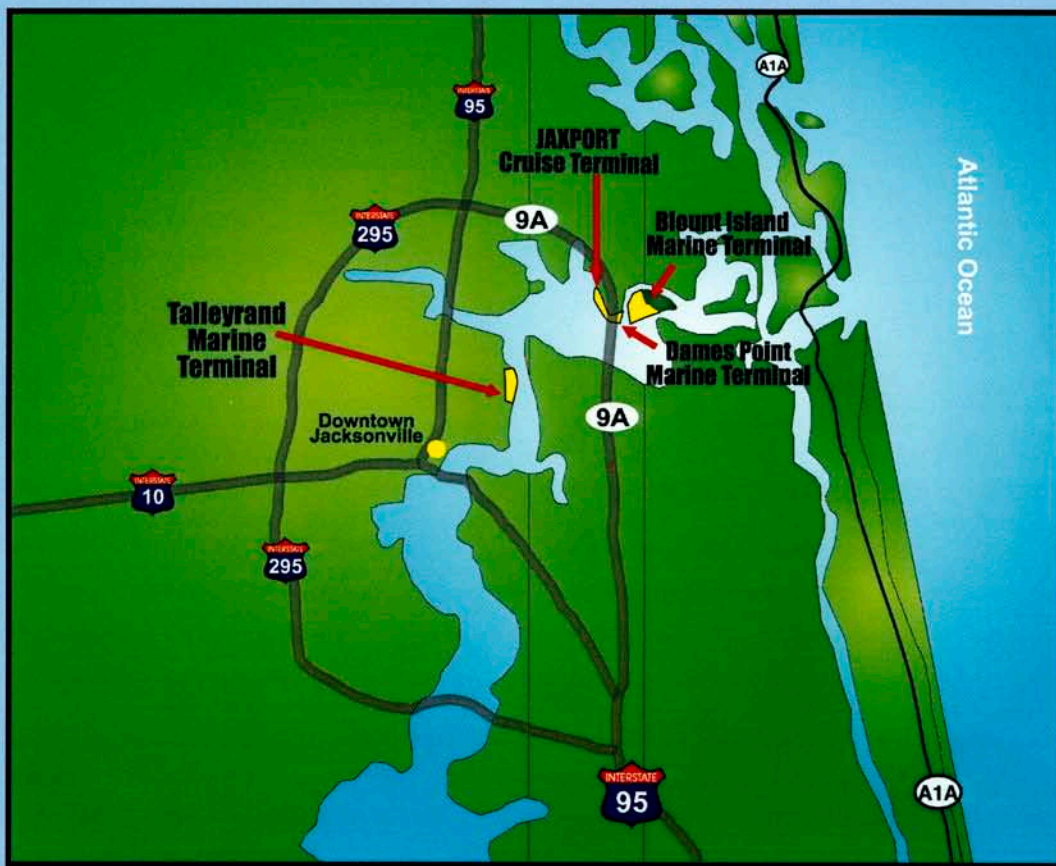 A1A
INTERSTATE
95
JAXPORT
Cruise Terminal
Atlantic Ocean
INTERSTATE
295
9A
Blount Island
Marine Terminal
Talleyrand
Marine
Terminal
Dames Point
Marine Terminal
9A
Downtown
Jacksonville
INTERSTATE
10
INTERSTATE
295
INTERSTATE
95
A1A